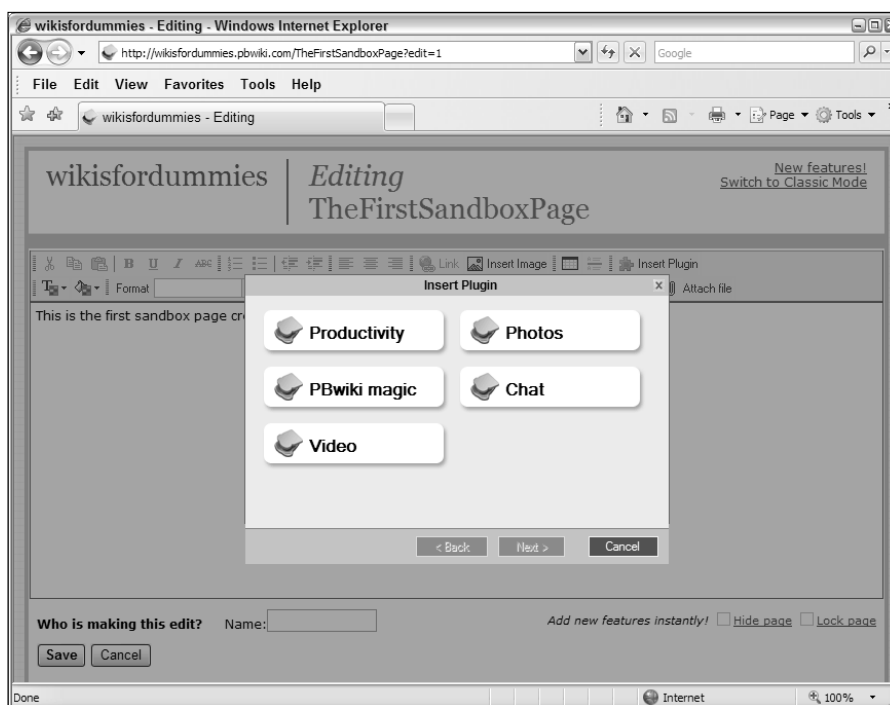 wikisfordummies - Editing - Windows Internet Explorer
http://wikisfordummies.pbwiki.com/TheFirstSandboxPage?edit=1
Google
File Edit View Favorites Tools Help
wikisfordummies - Editing
Page Tools
wikisfordummies
Editing
TheFirstSandboxPage
New features!
Switch to Classic Mode
B U I ABC Link Insert Image Insert Plugin
T Format Attach file
This is the first sandbox page
Insert Plugin x
Productivity Photos
PBwiki magic Chat
Video
< Back Next > Cancel
Who is making this edit? Name: Add new features instantly! Hide page Lock page
Save Cancel
Done Internet 100%